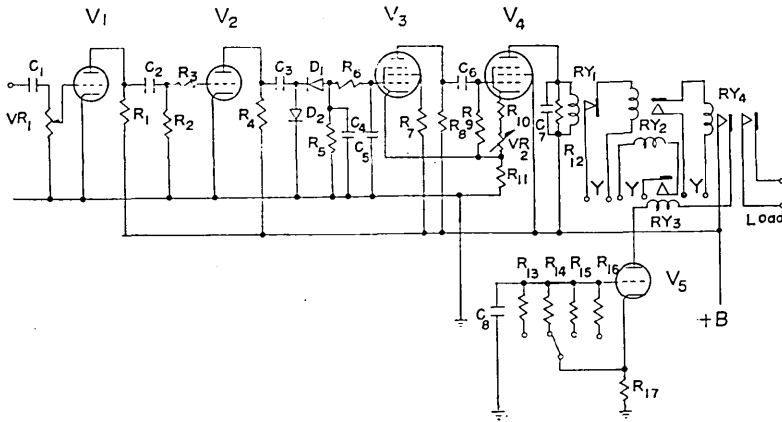 V1 V2 V3 V4
C1 C2 R3 C3 D1 R6 C6 RY1
VR1 D2 RY4
R1 R2 R4 R5 C4 C5 R7 R8 R9 R10 VR2 C7 R12 RY2
R11 Y Y Y
RY3 Load
R13 R14 R15 R16 V5
C8 +B
R17